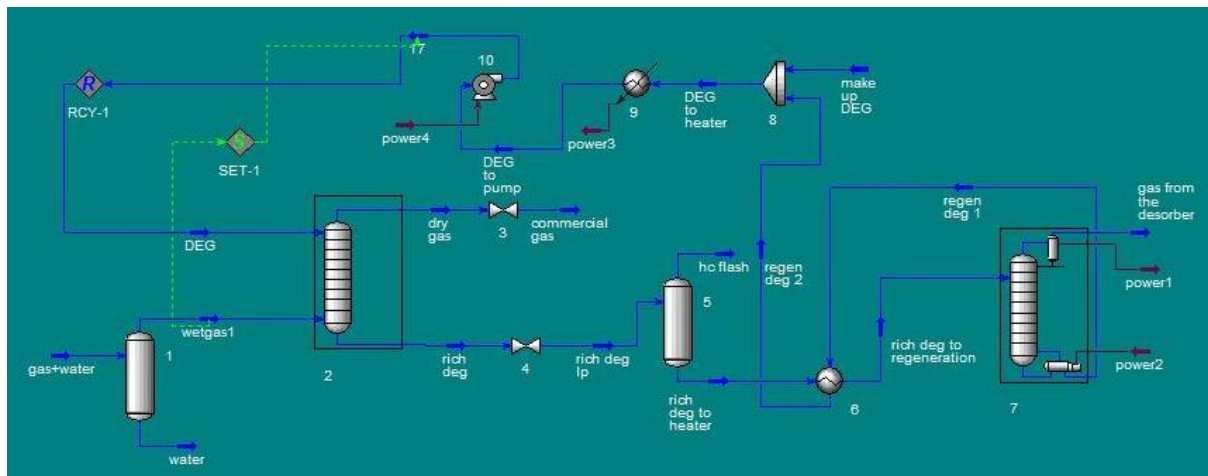 17
10
R
RCY-1
power4
S
SET-1
9
power3
DEG
to
heater
8
make
up
DEG
DEG
to
pump
dry
gas
3
commercial
gas
DEG
wetgas1
1
gas+water
water
2
rich
deg
4
rich deg
lp
hc flash
5
regen
deg 2
rich
deg to
heater
6
regen
deg 1
rich deg to
regeneration
gas from
the
desorber
power1
power2
7